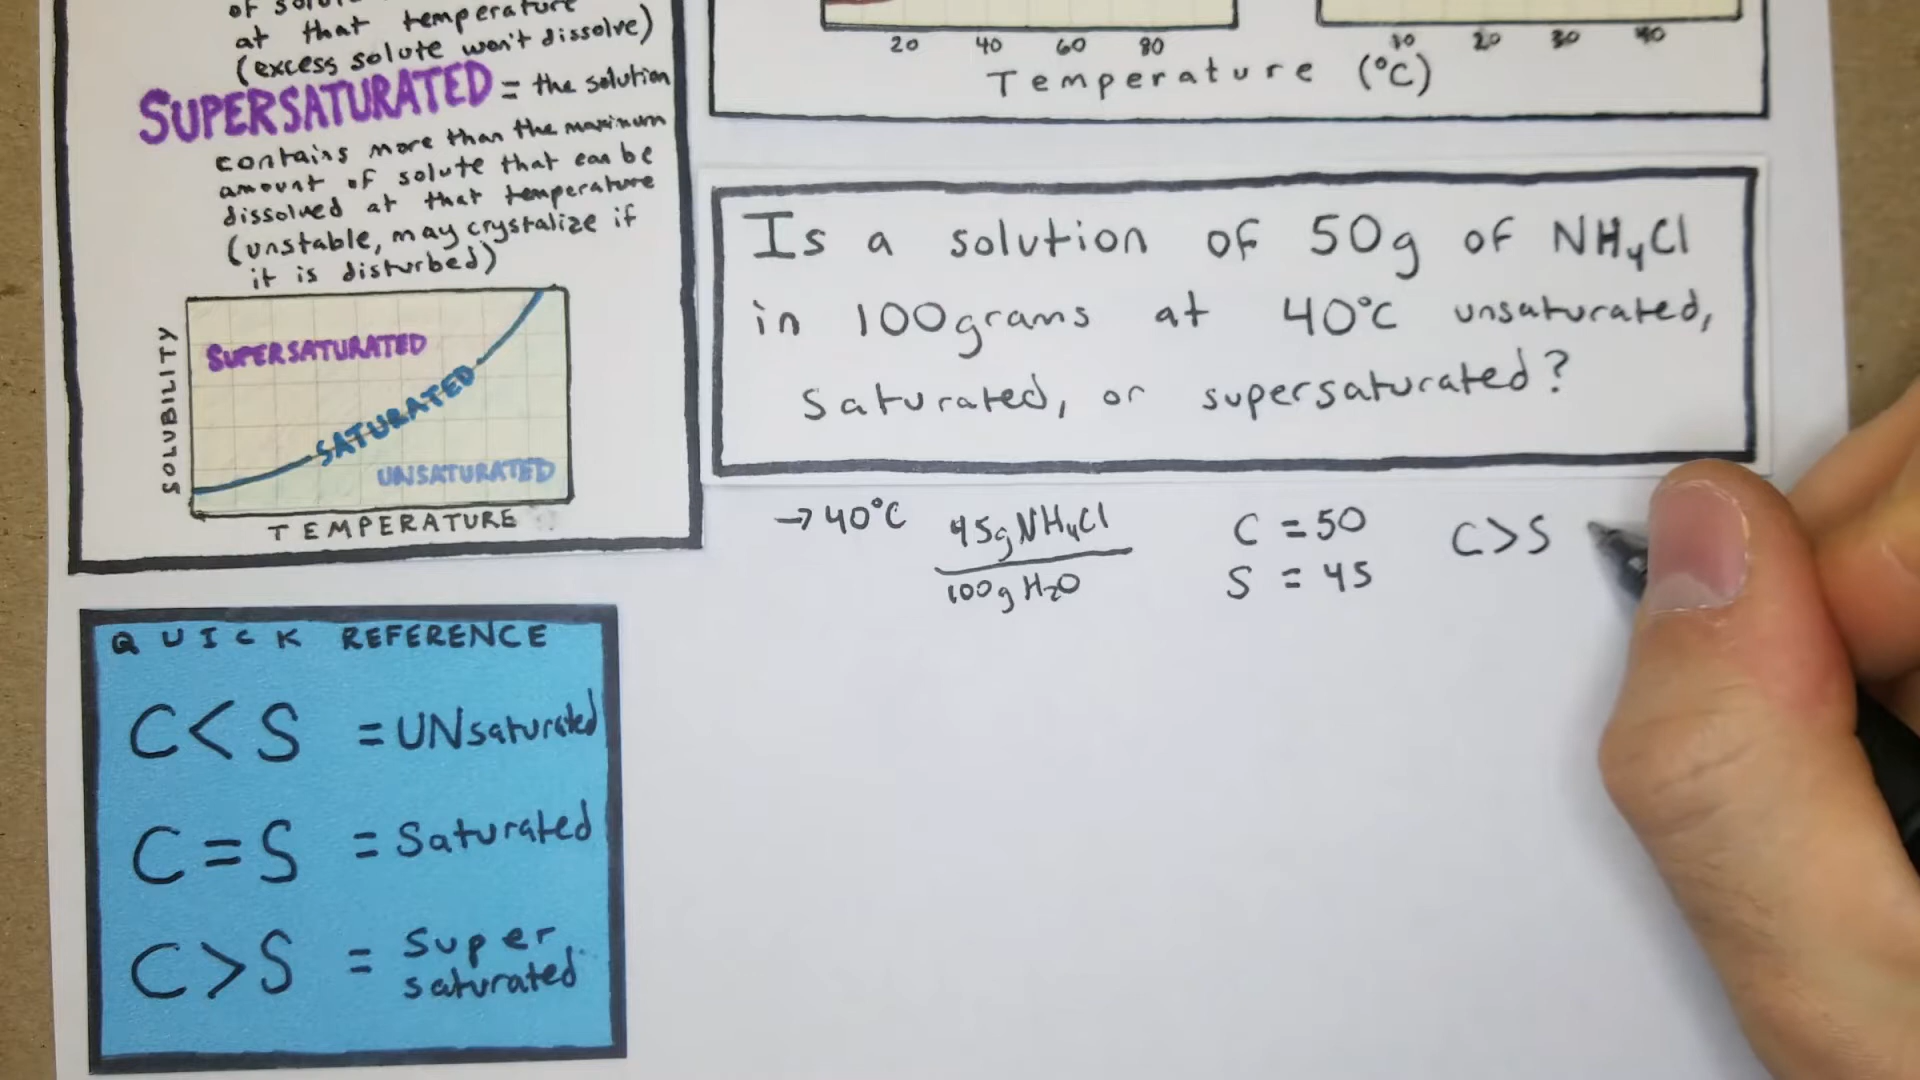 of
at that temperature
(excess solute won't dissolve)
SUPERSATURATED = the solution
contains more than the maximum
amount of solute that can be
dissolved at that temperature
(unstable, may crystalize if
it is disturbed)
SOLUBILITY
SUPERSATURATED
SATURATED
UNSATURATED
TEMPERATURE
QUICK REFERENCE
C < S = UNsaturated
C = S = Saturated
C > S = Super
saturated
20 40 60 80
10 20 30 40
Temperature (°C)
Is a solution of 50g of NH4Cl
in 100grams at 40°C unsaturated,
saturated, or supersaturated?
→ 40°C
45g NH4Cl
100g H2O
C = 50
S = 45
C > S